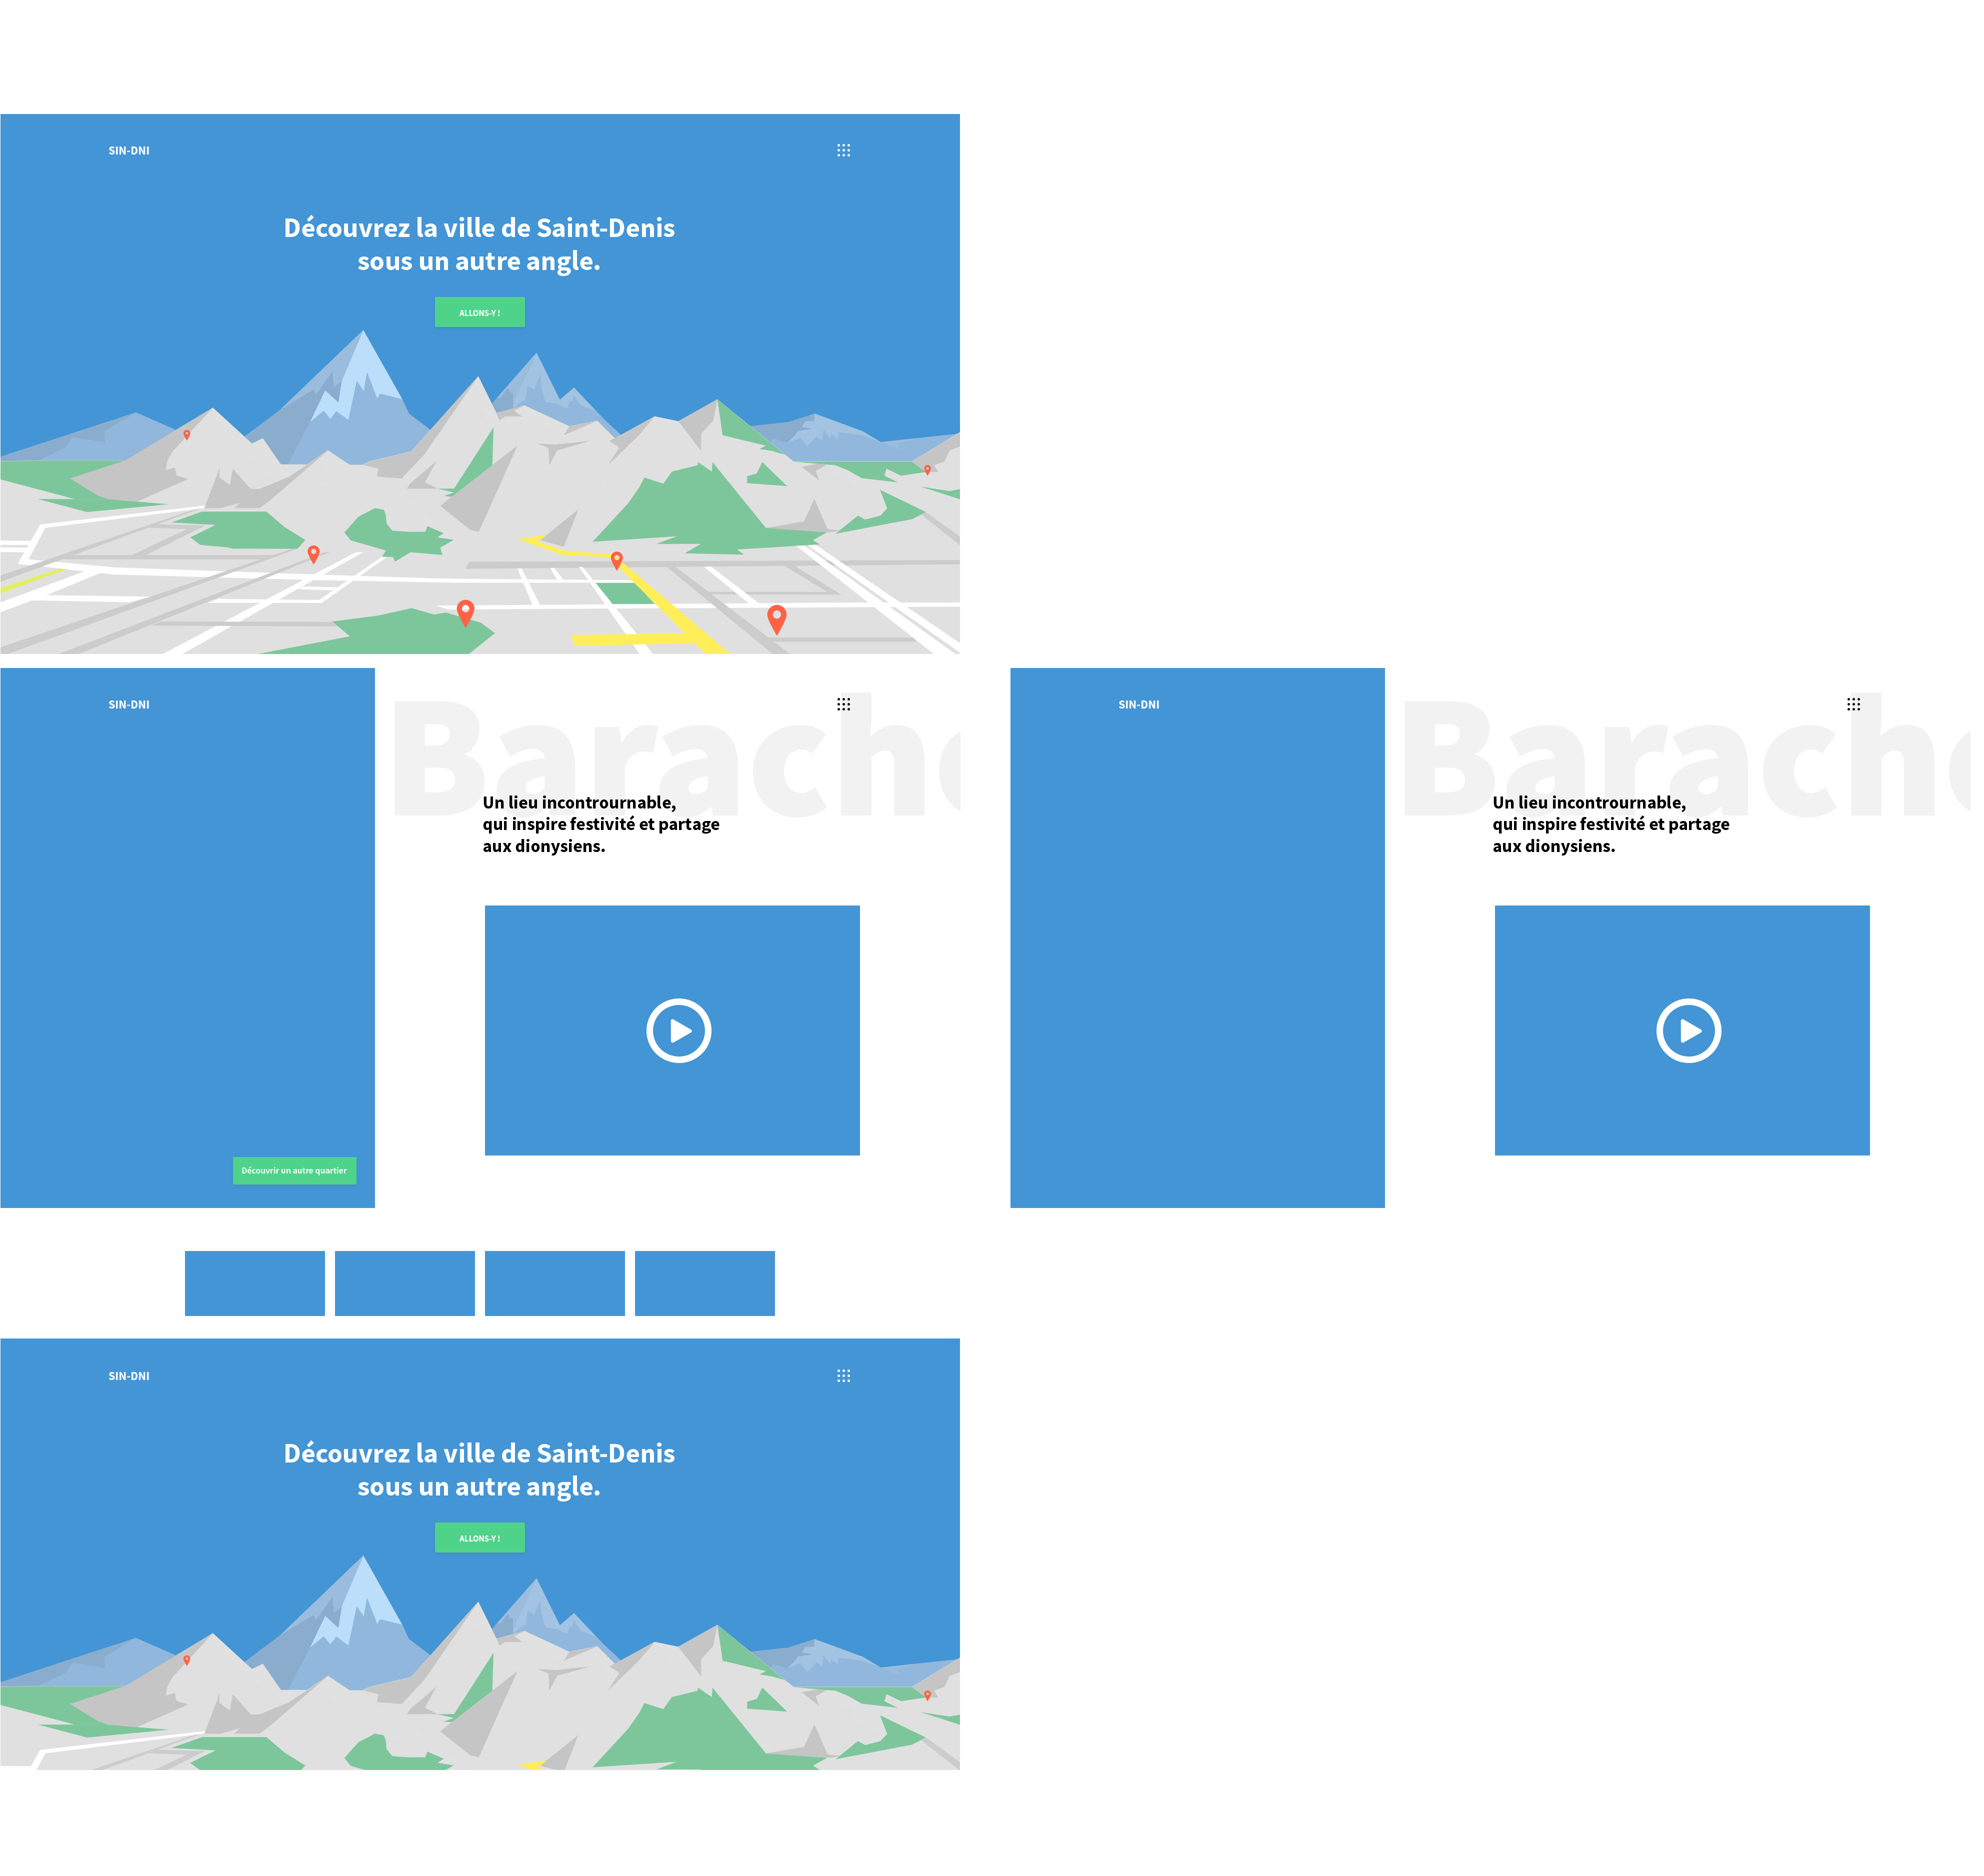 SIN-DNI
Découvrez la ville de Saint-Denis
sous un autre angle.
ALLONS-Y !
SIN-DNI
Barach
Un lieu incontrournable,
qui inspire festivité et partage
aux dionysiens.
Découvrir un autre quartier
SIN-DNI
Barach
Un lieu incontrournable,
qui inspire festivité et partage
aux dionysiens.
SIN-DNI
Découvrez la ville de Saint-Denis
sous un autre angle.
ALLONS-Y !